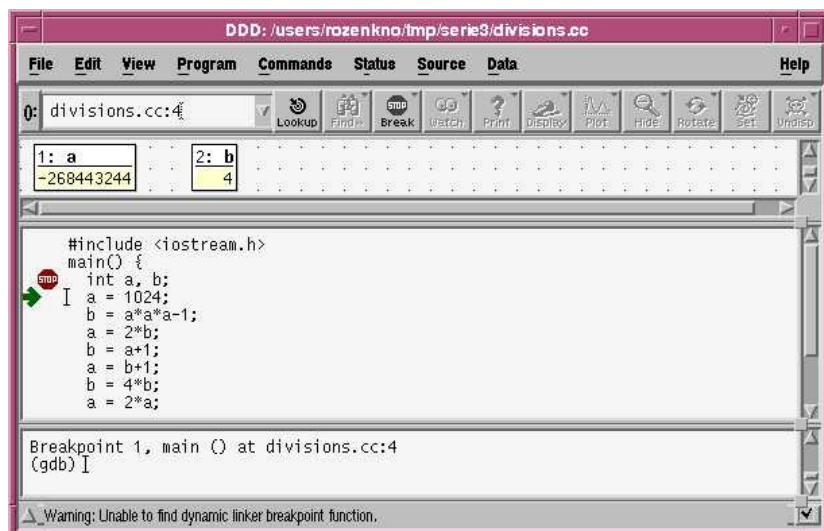 DDD: /users/rozenkno/tmp/serie3/divisions.cc
File Edit View Program Commands Status Source Data Help
(): divisions.cc:4
Lookup Find» Break Watch Print Display Plot Hide Rotate Set Undisp
1: a
-268443244
2: b
4
#include <iostream.h>
main() {
STOP
int a, b;
a = 1024;
b = a*a*a-1;
a = 2*b;
b = a+1;
a = b+1;
b = 4*b;
a = 2*a;
Breakpoint 1, main () at divisions.cc:4
(gdb)
Warning: Unable to find dynamic linker breakpoint function.